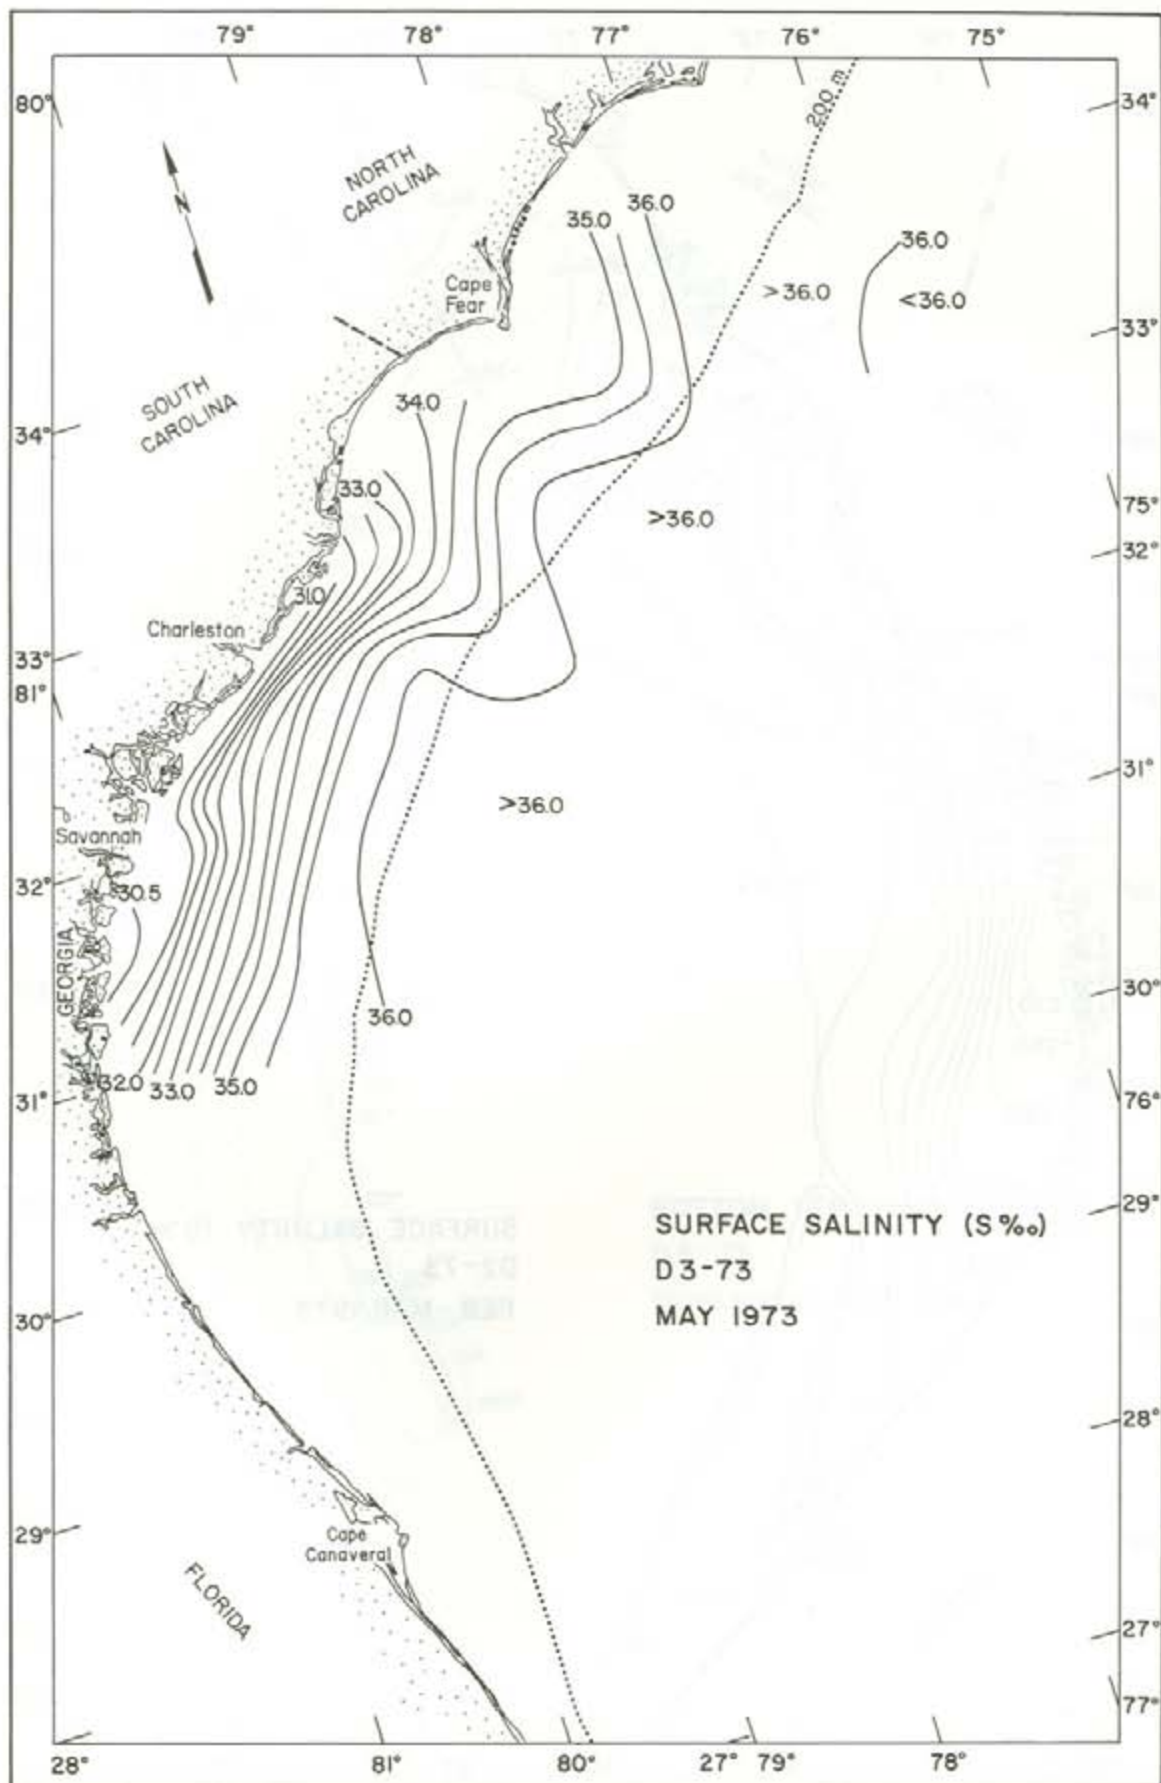 79° 78° 77° 76° 75°
80°
34°
200 m
N
NORTH
CAROLINA
35.0
36.0
36.0
>36.0
<36.0
Cape
Fear
33°
SOUTH
CAROLINA
34.0
34°
33.0
75°
>36.0
32°
31.0
Charleston
33°
81°
31°
>36.0
Savannah
32°
30.5
GEORGIA
30°
36.0
32.0
33.0
35.0
31°
76°
29°
SURFACE SALINITY (S‰)
D3-73
MAY 1973
30°
28°
29°
Cape
Canaveral
FLORIDA
27°
77°
28° 81° 80° 27° 79° 78°